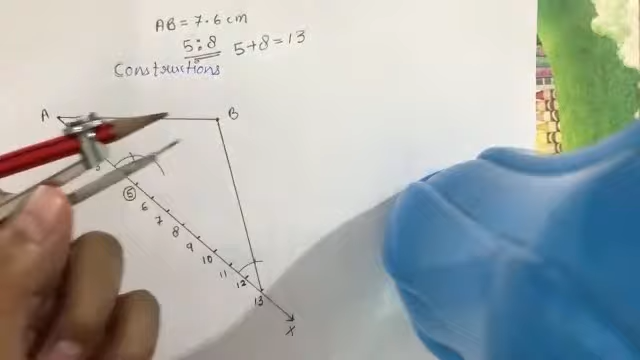 AB = 7.6 cm
5:8 5+8=13
Constructions
A B
5
6
7
8
9
10
11
12
13
X